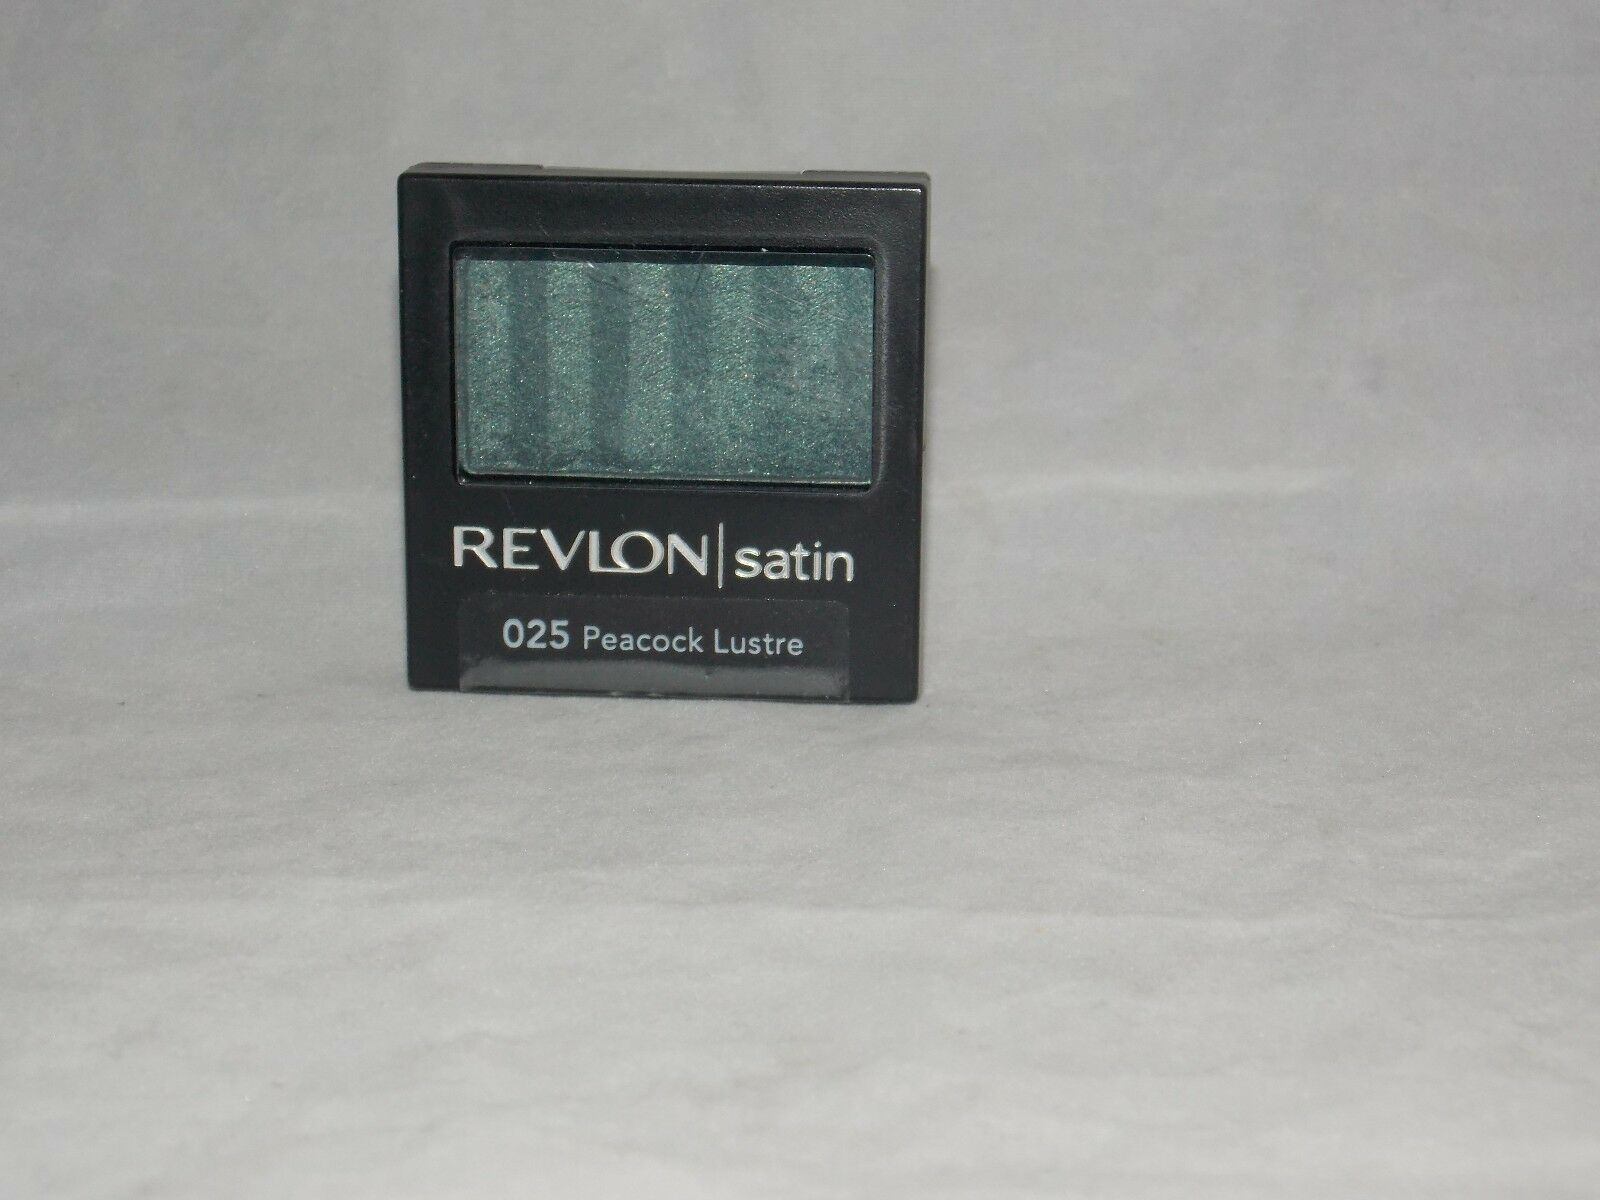 REVLON | satin
025 Peacock Lustre